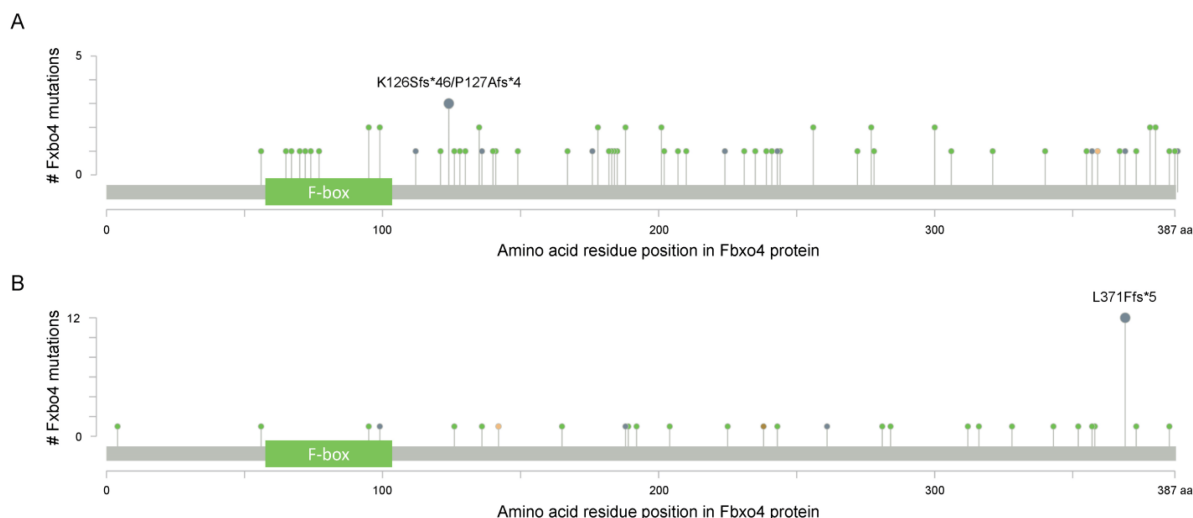 A
# Fxbo4 mutations
5
0
K126Sfs*46/P127Afs*4
F-box
0 100 200 300 387 aa
Amino acid residue position in Fbxo4 protein
B
# Fxbo4 mutations
12
0
L371Ffs*5
F-box
0 100 200 300 387 aa
Amino acid residue position in Fbxo4 protein